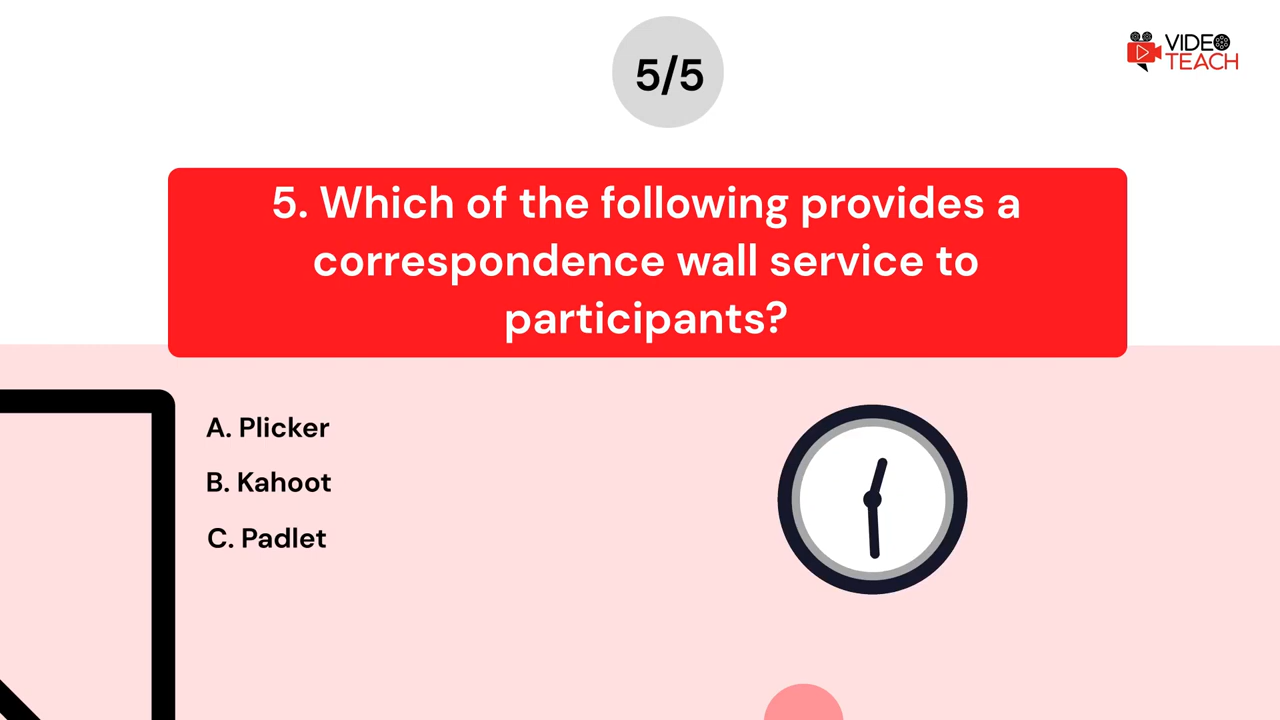 5/5
VIDEO
TEACH
5. Which of the following provides a
correspondence wall service to
participants?
A. Plicker
B. Kahoot
C. Padlet